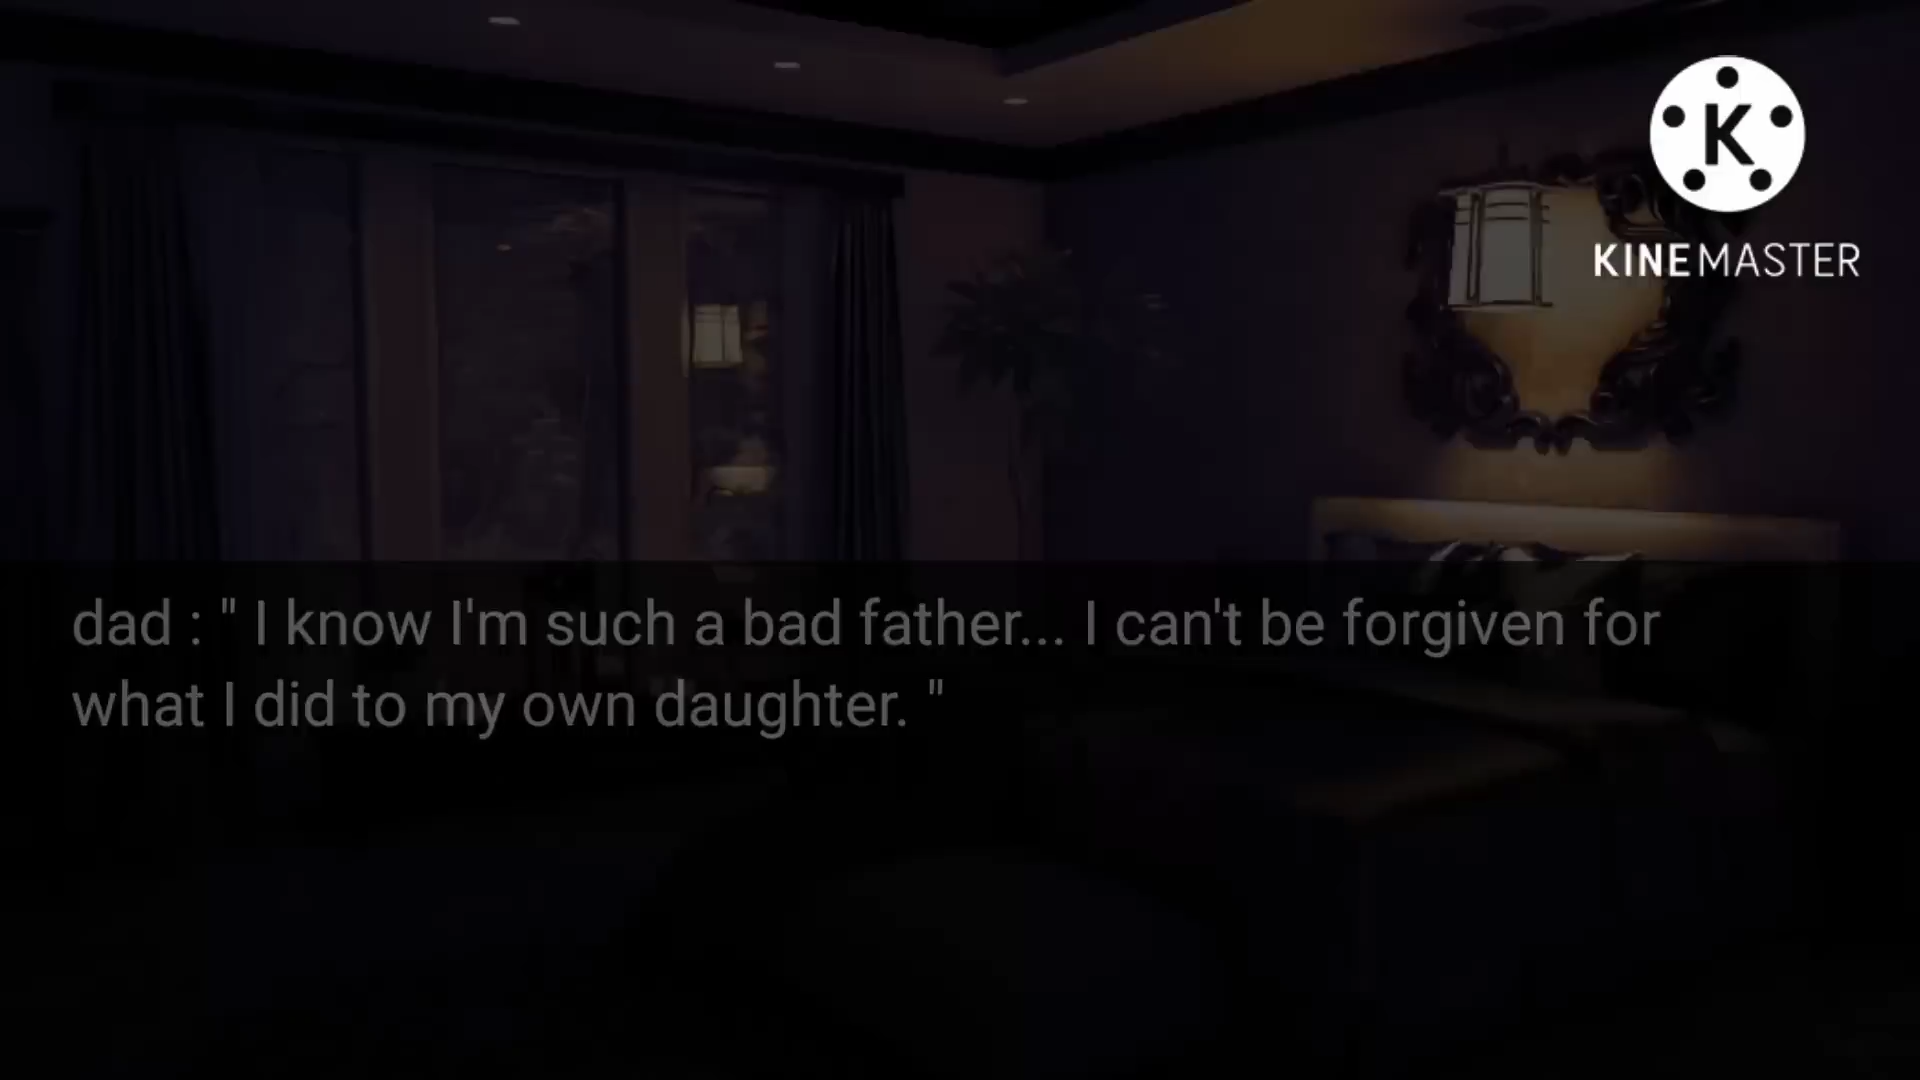 K
KINEMASTER
dad : " I know I'm such a bad father... I can't be forgiven for
what I did to my own daughter. "